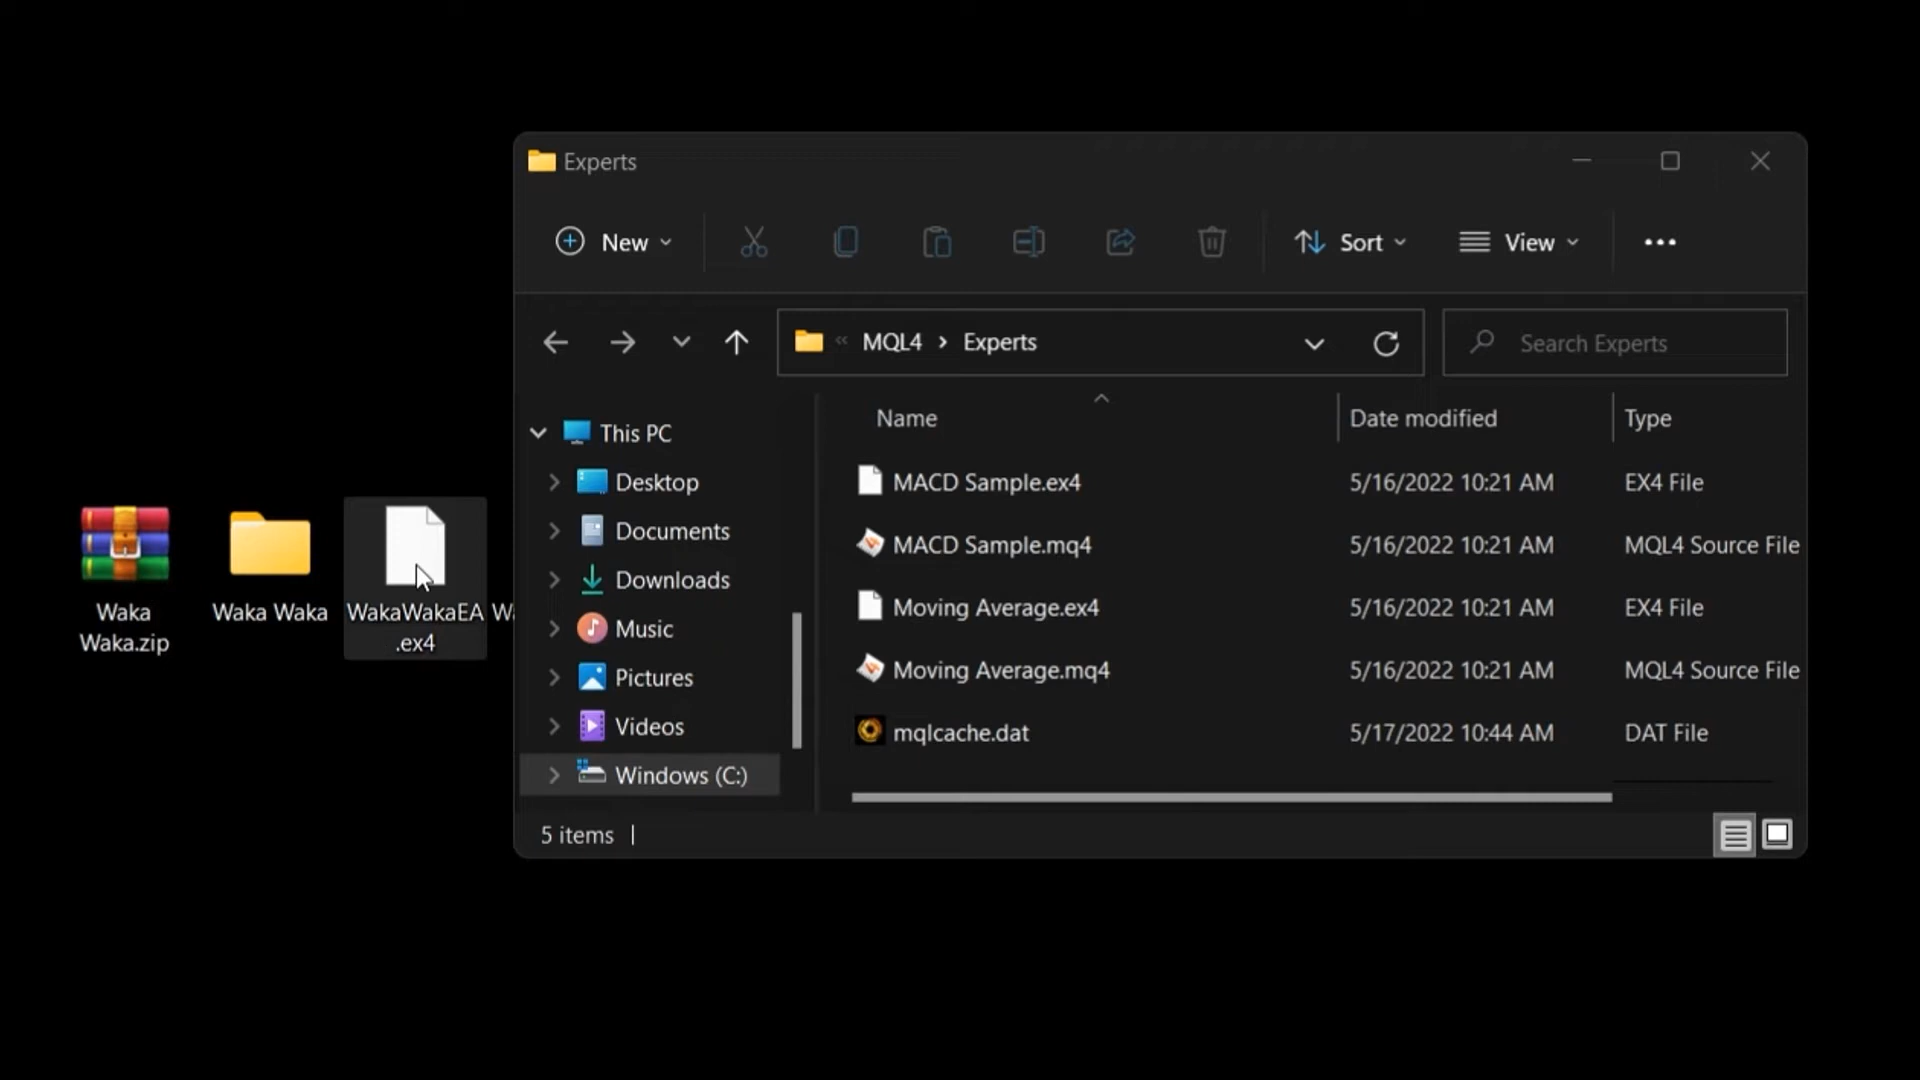 Experts
New
Sort
View
MQL4 > Experts
Search Experts
Name
Date modified
Type
This PC
Desktop
Documents
Downloads
Music
Pictures
Videos
Windows (C:)
MACD Sample.ex4 5/16/2022 10:21 AM EX4 File
MACD Sample.mq4 5/16/2022 10:21 AM MQL4 Source File
Moving Average.ex4 5/16/2022 10:21 AM EX4 File
Moving Average.mq4 5/16/2022 10:21 AM MQL4 Source File
mqlcache.dat 5/17/2022 10:44 AM DAT File
5 items
Waka
Waka.zip
Waka Waka
WakaWakaEA
.ex4